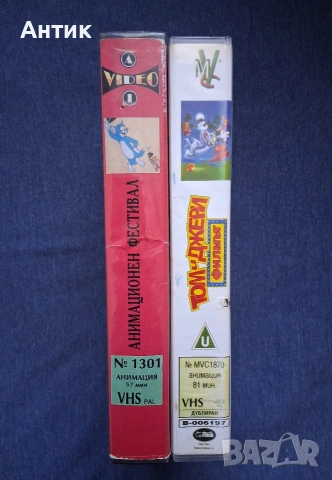 Антик
VIDEO
АНИМАЦИОНЕН ФЕСТИВАЛ
№ 1301
АНИМАЦИЯ
57 мин
VHS PAL
MVC
ТОМ и ДЖЕРИ
ФИЛМЪТ
U
№ MVC1870
анимация
81 мин.
VHS
ДУБЛИРАН
В-006197
bazar